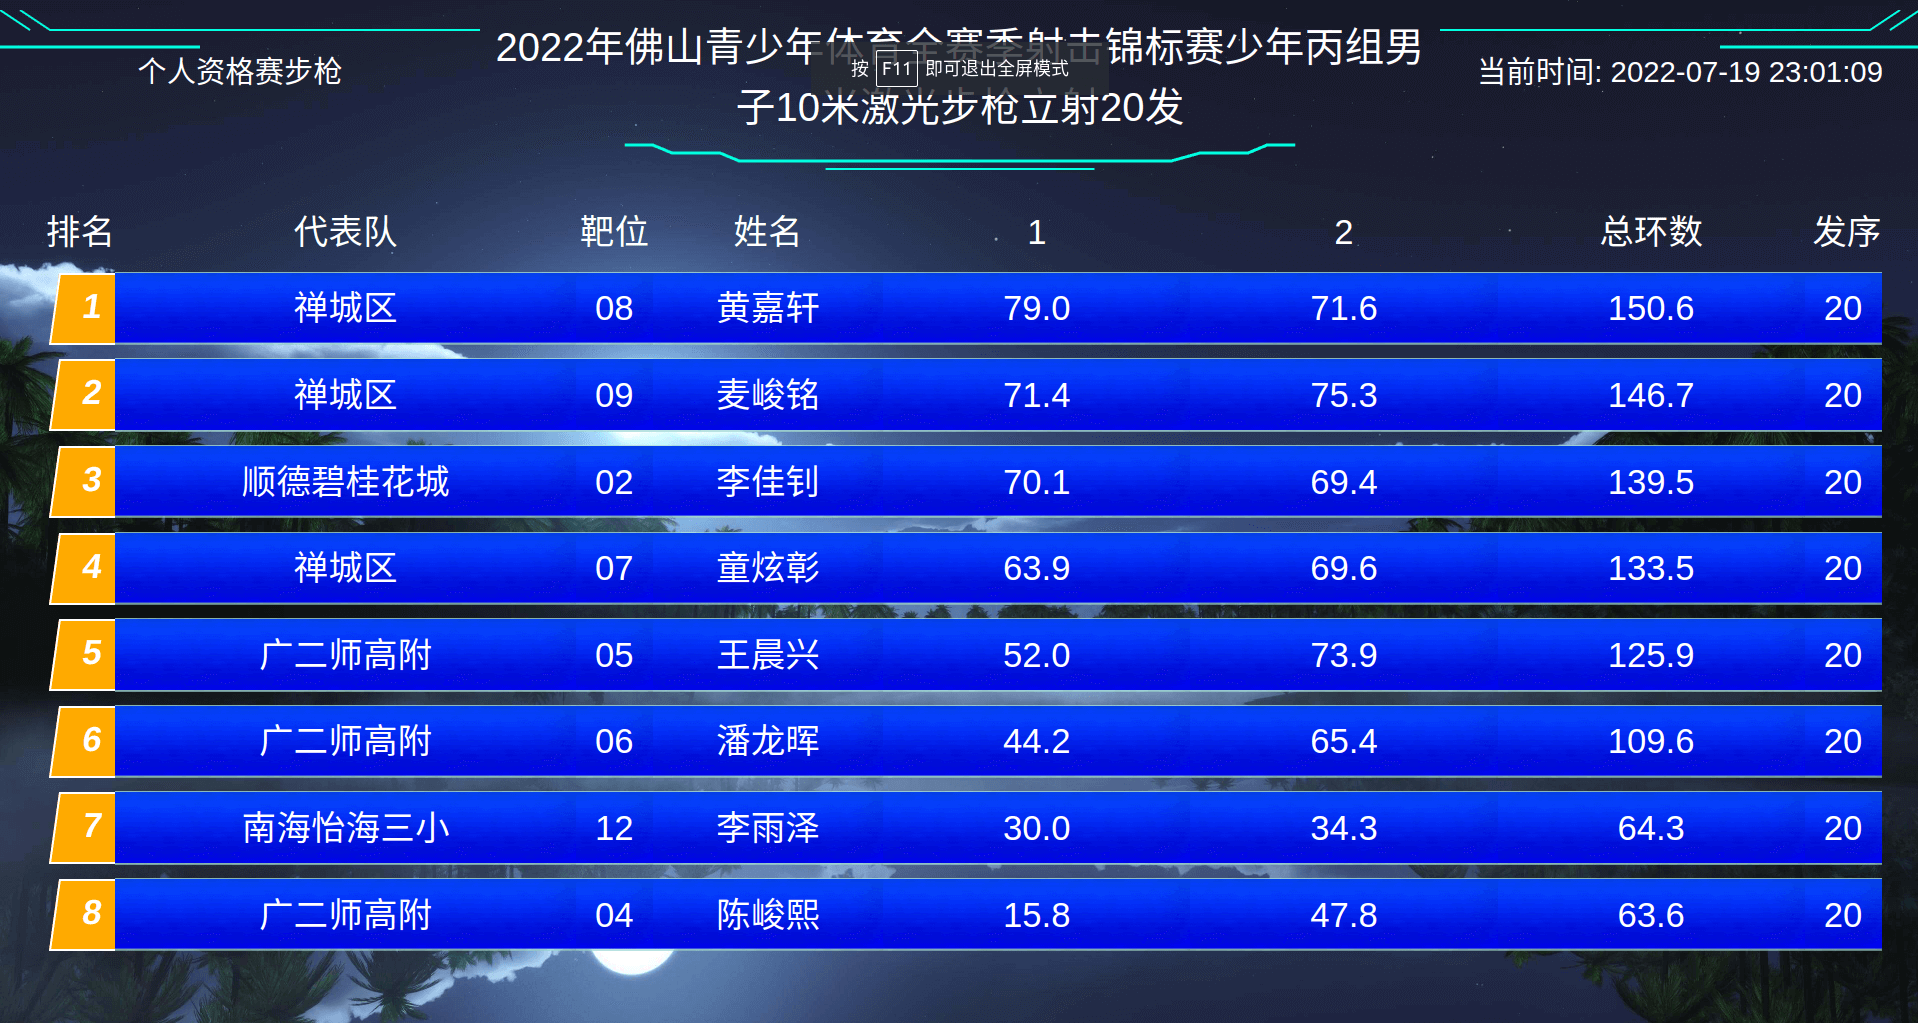 2022年佛山青少年体育全赛季射击锦标赛少年丙组男
子10米激光步枪立射20发
个人资格赛步枪
按 F11 即可退出全屏模式
当前时间: 2022-07-19 23:01:09
排名 代表队 靶位 姓名 1 2 总环数 发序
1 禅城区 08 黄嘉轩 79.0 71.6 150.6 20
2 禅城区 09 麦峻铭 71.4 75.3 146.7 20
3 顺德碧桂花城 02 李佳钊 70.1 69.4 139.5 20
4 禅城区 07 童炫彰 63.9 69.6 133.5 20
5 广二师高附 05 王晨兴 52.0 73.9 125.9 20
6 广二师高附 06 潘龙晖 44.2 65.4 109.6 20
7 南海怡海三小 12 李雨泽 30.0 34.3 64.3 20
8 广二师高附 04 陈峻熙 15.8 47.8 63.6 20